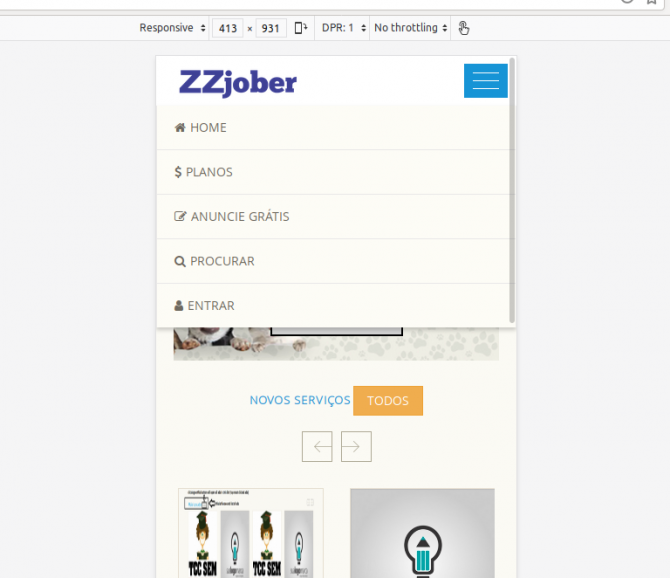 Responsive 413 × 931 DPR: 1 No throttling
ZZjober
HOME
$ PLANOS
ANUNCIE GRÁTIS
PROCURAR
ENTRAR
NOVOS SERVIÇOS TODOS
TCC SEM TCC SEM